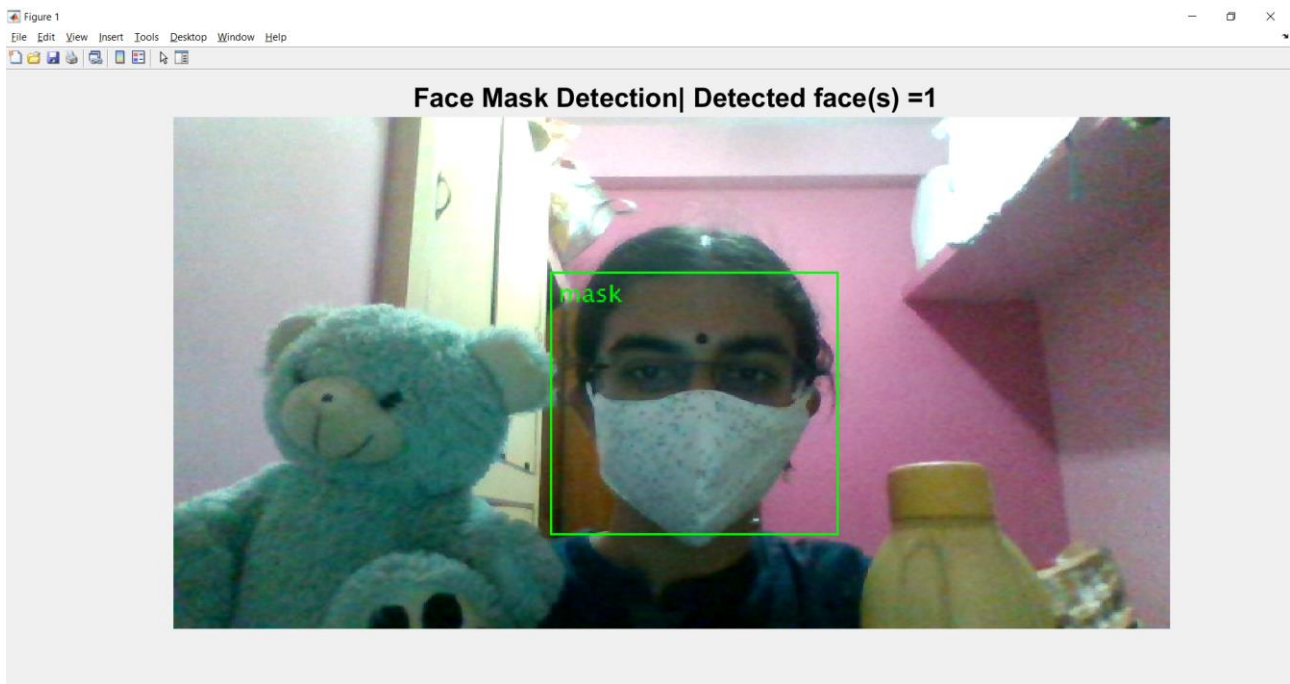 Figure 1
File Edit View Insert Tools Desktop Window Help
Face Mask Detection| Detected face(s) =1
mask